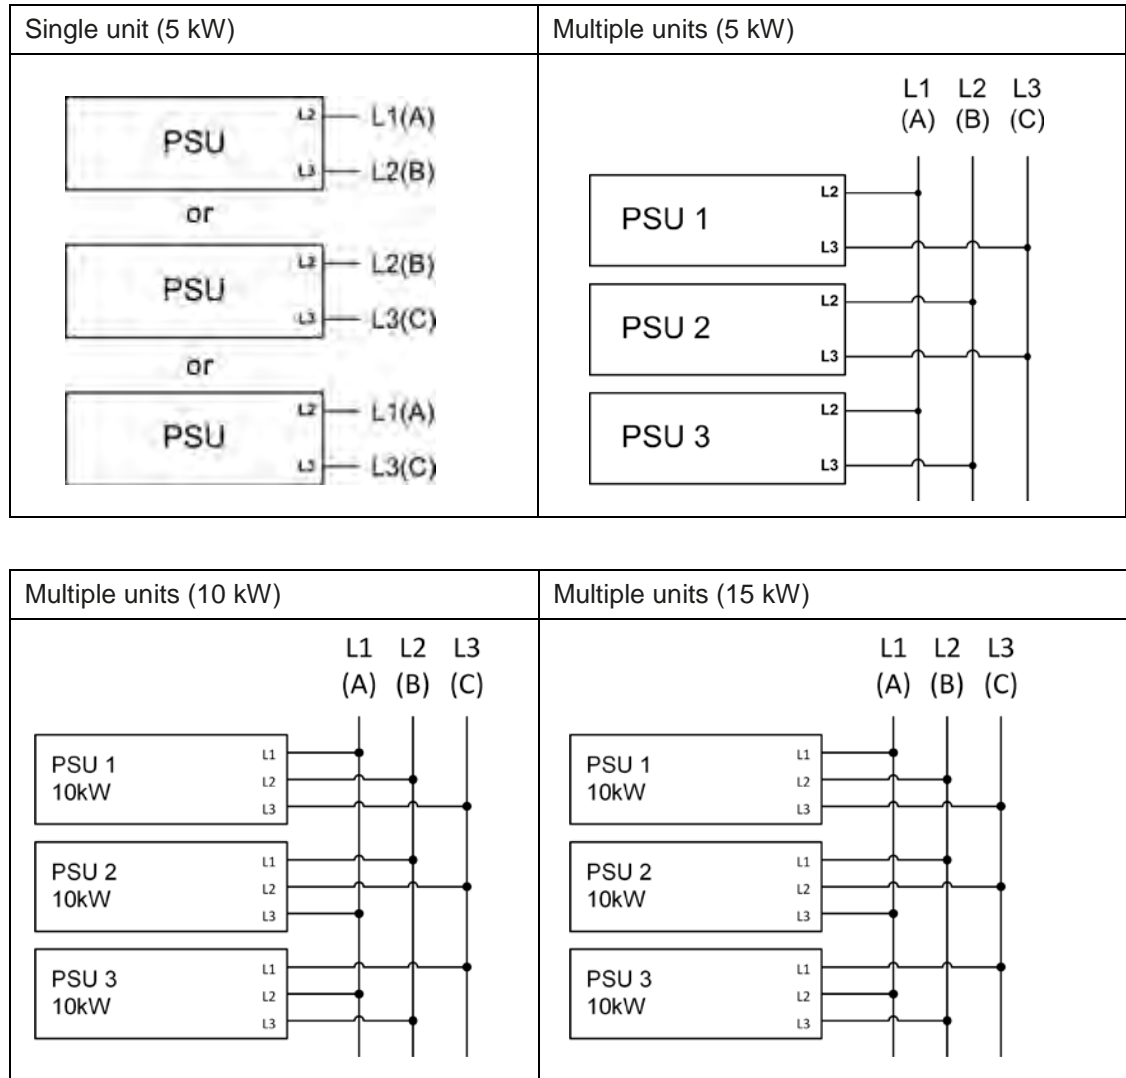 Single unit (5 kW)
PSU
L2
L1(A)
L3
L2(B)
or
PSU
L2
L2(B)
L3
L3(C)
or
PSU
L2
L1(A)
L3
L3(C)
Multiple units (5 kW)
L1 L2 L3
(A) (B) (C)
PSU 1
L2
L3
PSU 2
L2
L3
PSU 3
L2
L3
Multiple units (10 kW)
L1 L2 L3
(A) (B) (C)
PSU 1
10kW
L1
L2
L3
PSU 2
10kW
L1
L2
L3
PSU 3
10kW
L1
L2
L3
Multiple units (15 kW)
L1 L2 L3
(A) (B) (C)
PSU 1
10kW
L1
L2
L3
PSU 2
10kW
L1
L2
L3
PSU 3
10kW
L1
L2
L3